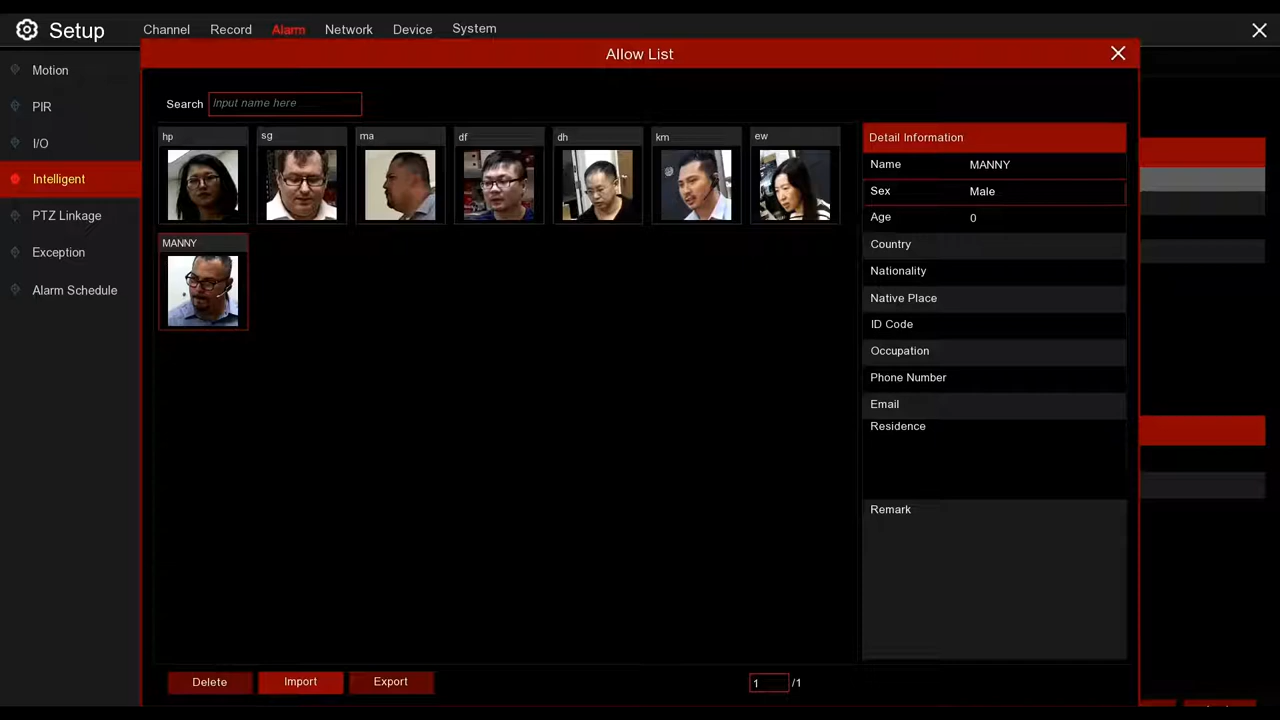 Setup
Channel Record Alarm Network Device System
Allow List
Motion
PIR
I/O
Intelligent
PTZ Linkage
Exception
Alarm Schedule
Search Input name here
hp sg ma df dh km ew
MANNY
Detail Information
Name MANNY
Sex Male
Age 0
Country
Nationality
Native Place
ID Code
Occupation
Phone Number
Email
Residence
Remark
Delete Import Export
1 /1